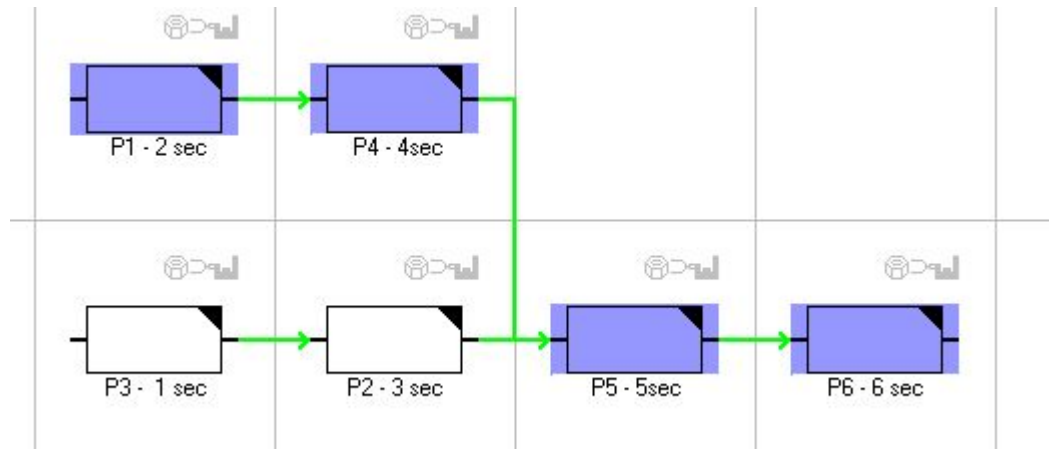 P1 - 2 sec
P4 - 4sec
P3 - 1 sec
P2 - 3 sec
P5 - 5sec
P6 - 6 sec